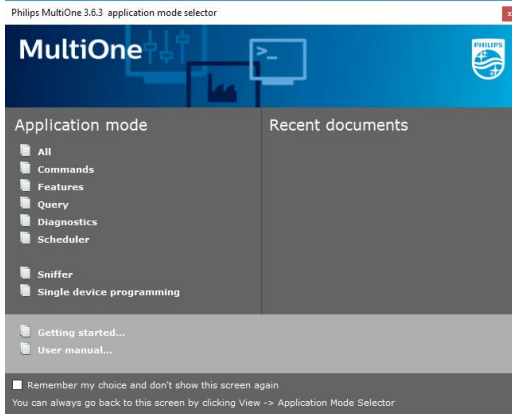 Philips MultiOne 3.6.3 application mode selector
x
MultiOne
>_
PHILIPS
Application mode
All
Commands
Features
Query
Diagnostics
Scheduler
Sniffer
Single device programming
Recent documents
Getting started...
User manual...
Remember my choice and don't show this screen again
You can always go back to this screen by clicking View -> Application Mode Selector